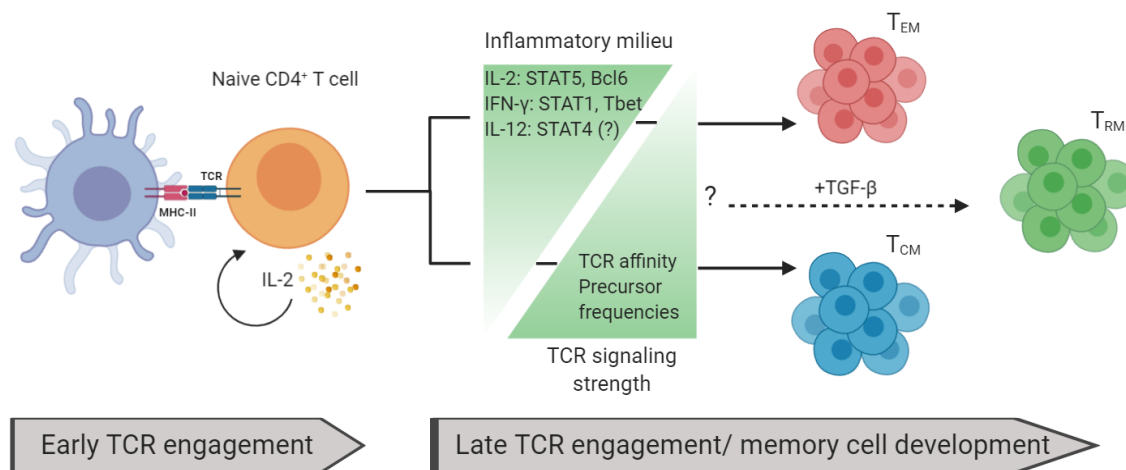 Naive CD4⁺ T cell
TCR
MHC-II
IL-2
Inflammatory milieu
IL-2: STAT5, Bcl6
IFN-γ: STAT1, Tbet
IL-12: STAT4 (?)
TCR affinity
Precursor
frequencies
TCR signaling
strength
T_EM
?
+TGF-β
T_CM
T_RM
Early TCR engagement
Late TCR engagement/ memory cell development